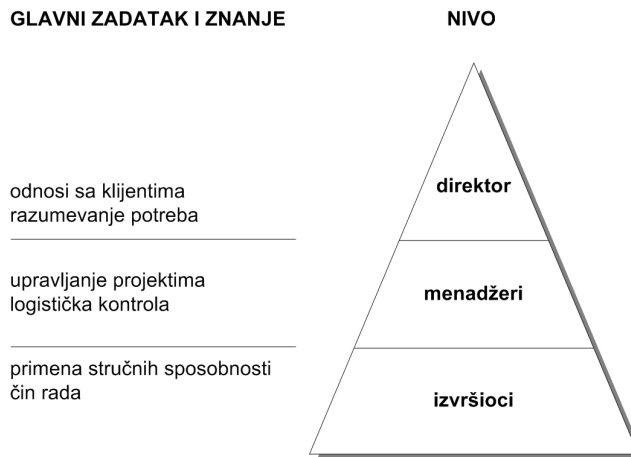 GLAVNI ZADATAK I ZNANJE
NIVO
odnosi sa klijentima
razumevanje potreba
direktor
upravljanje projektima
logistička kontrola
menadžeri
primena stručnih sposobnosti
čin rada
izvršioci